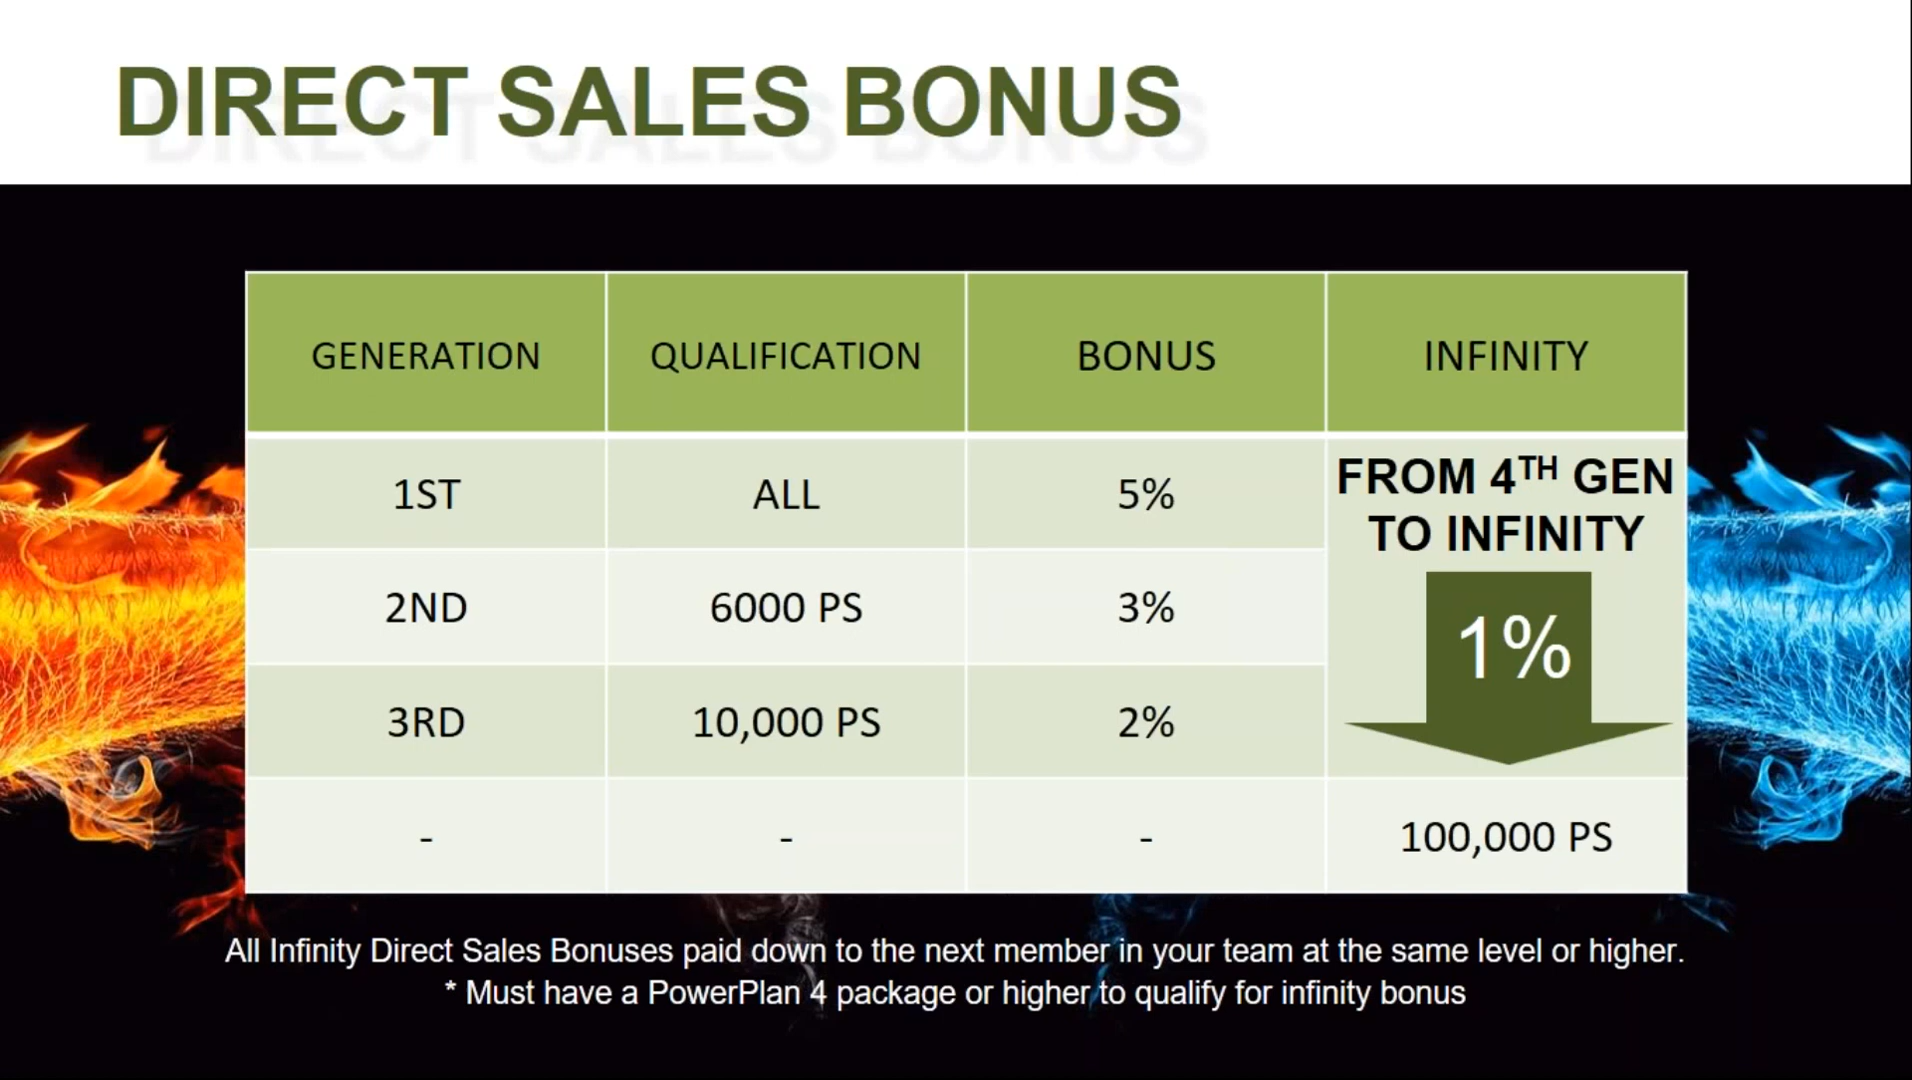 DIRECT SALES BONUS
GENERATION QUALIFICATION BONUS INFINITY
1ST ALL 5% FROM 4TH GEN
TO INFINITY
2ND 6000 PS 3% 1%
3RD 10,000 PS 2%
- - - 100,000 PS
All Infinity Direct Sales Bonuses paid down to the next member in your team at the same level or higher.
* Must have a PowerPlan 4 package or higher to qualify for infinity bonus